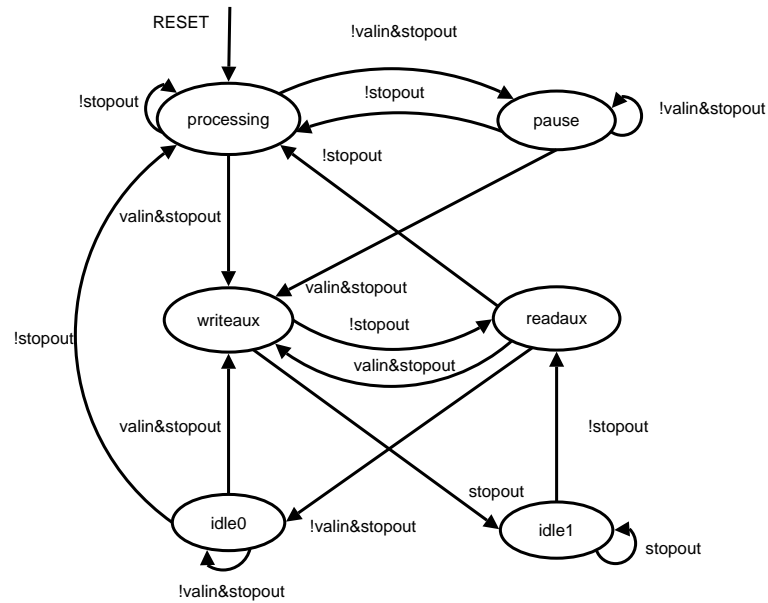 RESET
!valin&stopout
!stopout
!stopout
!valin&stopout
processing
pause
!stopout
valin&stopout
valin&stopout
writeaux
!stopout
readaux
!stopout
valin&stopout
valin&stopout
!stopout
stopout
idle0
!valin&stopout
idle1
stopout
!valin&stopout